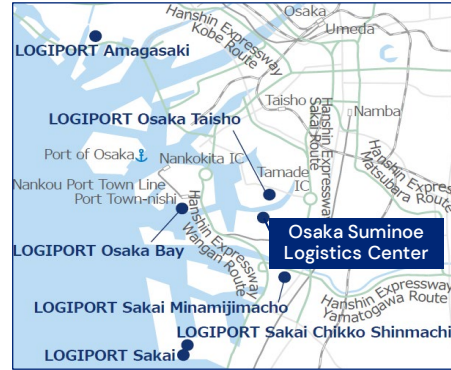 Osaka
Umeda
Hanshin Expressway
Kobe Route
LOGIPORT Amagasaki
LOGIPORT Osaka Taisho
Taisho
Hanshin Expressway
Sakai Route
Namba
Port of Osaka
Nankokita IC
Tamade
IC
Hanshin Expres
Matsubara Route
Nankou Port Town Line
Port Town-nishi
Hanshin Expressway
Wangan Route
Osaka Suminoe
Logistics Center
LOGIPORT Osaka Bay
LOGIPORT Sakai Minamijimacho
Hanshin Expressway
Yamatogawa Route
LOGIPORT Sakai Chikko Shinmachi
LOGIPORT Sakai